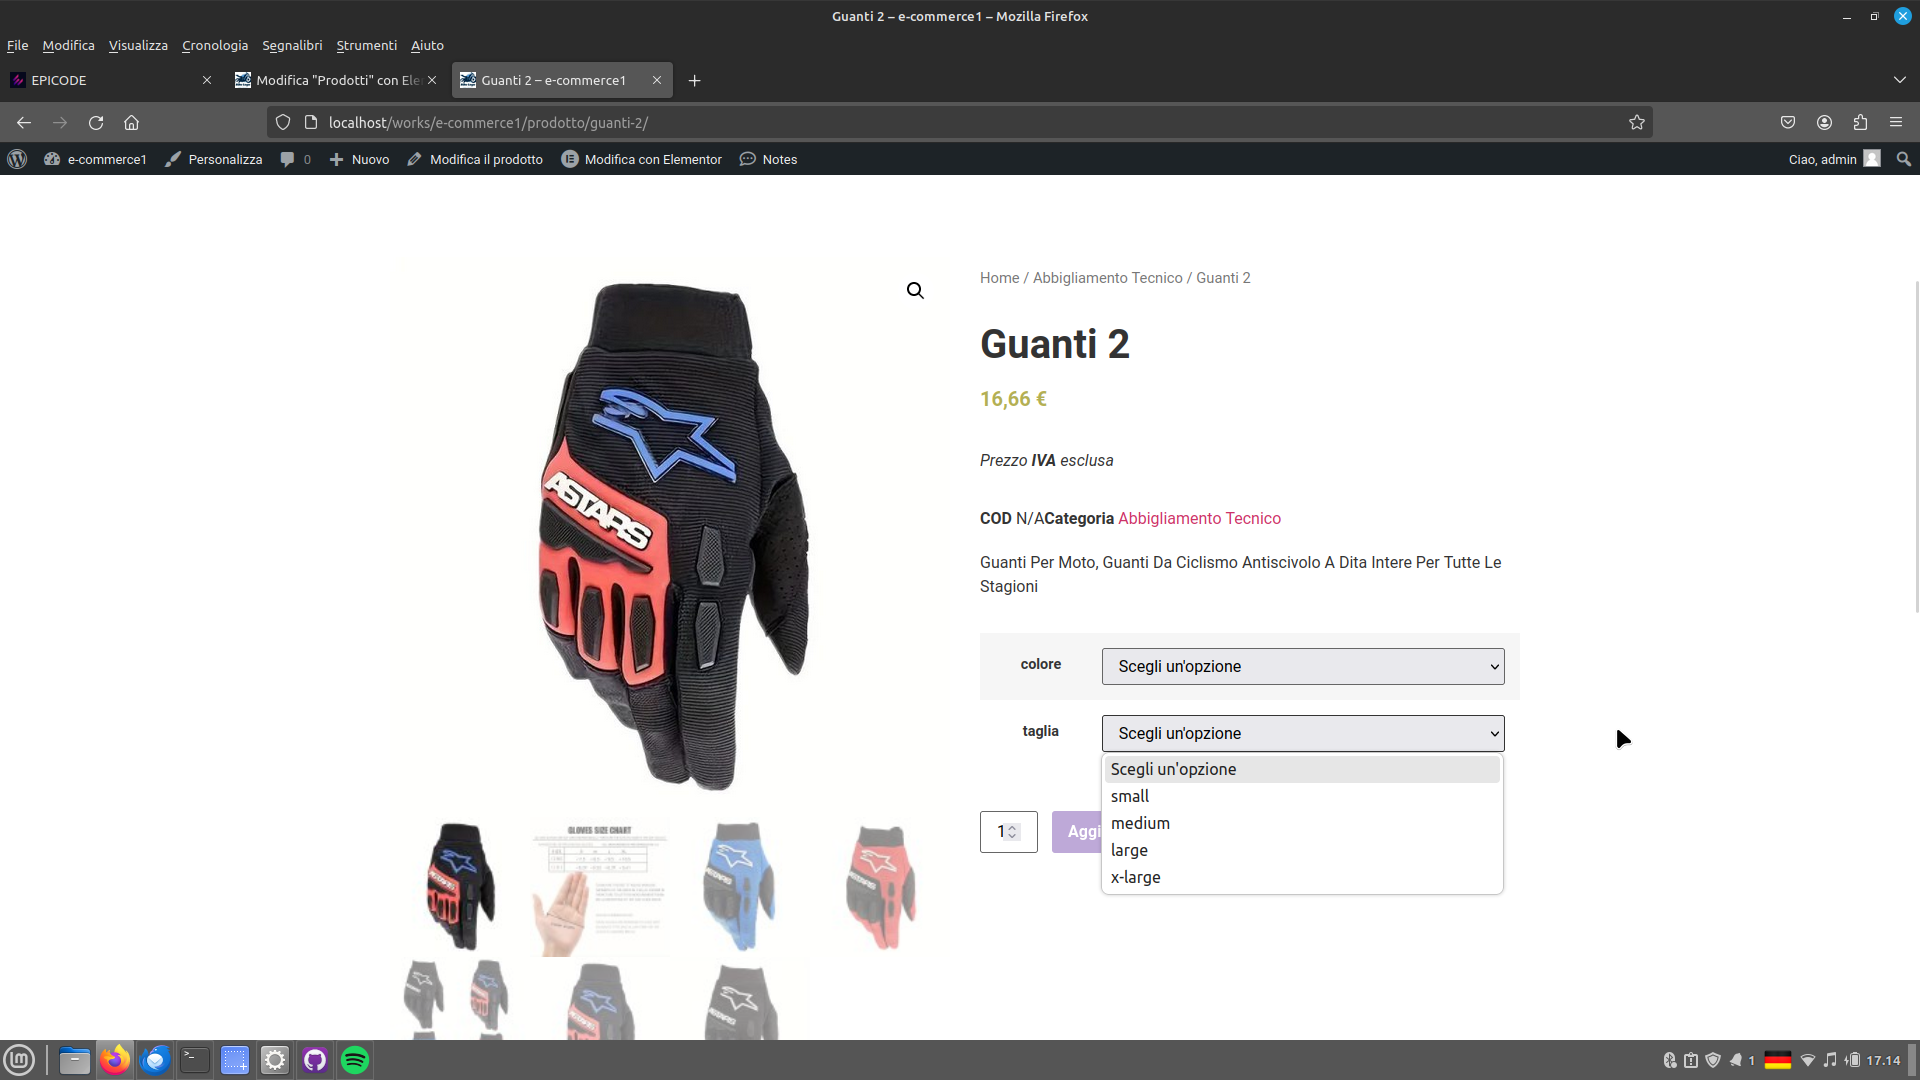 Guanti 2 – e-commerce1 – Mozilla Firefox
File Modifica Visualizza Cronologia Segnalibri Strumenti Aiuto
EPICODE
Modifica "Prodotti" con Ele
Guanti 2 – e-commerce1
localhost/works/e-commerce1/prodotto/guanti-2/
e-commerce1 Personalizza 0 Nuovo Modifica il prodotto Modifica con Elementor Notes Ciao, admin
Home / Abbigliamento Tecnico / Guanti 2
Guanti 2
16,66 €
Prezzo IVA esclusa
COD N/ACategoria Abbigliamento Tecnico
Guanti Per Moto, Guanti Da Ciclismo Antiscivolo A Dita Intere Per Tutte Le
Stagioni
colore Scegli un'opzione
taglia Scegli un'opzione
Scegli un'opzione
small
medium
large
x-large
1 Aggi
ASTARS
GLOVES SIZE CHART
1 17.14